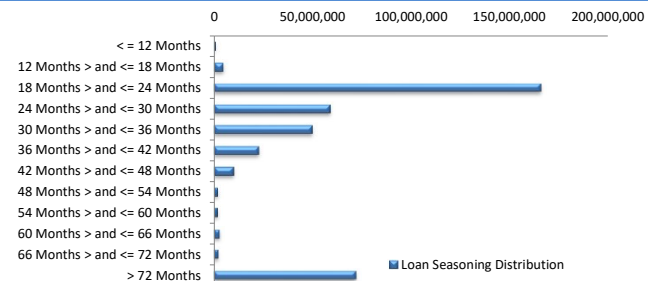 0 50,000,000 100,000,000 150,000,000 200,000,000
< = 12 Months
12 Months > and <= 18 Months
18 Months > and <= 24 Months
24 Months > and <= 30 Months
30 Months > and <= 36 Months
36 Months > and <= 42 Months
42 Months > and <= 48 Months
48 Months > and <= 54 Months
54 Months > and <= 60 Months
60 Months > and <= 66 Months
66 Months > and <= 72 Months
> 72 Months
Loan Seasoning Distribution